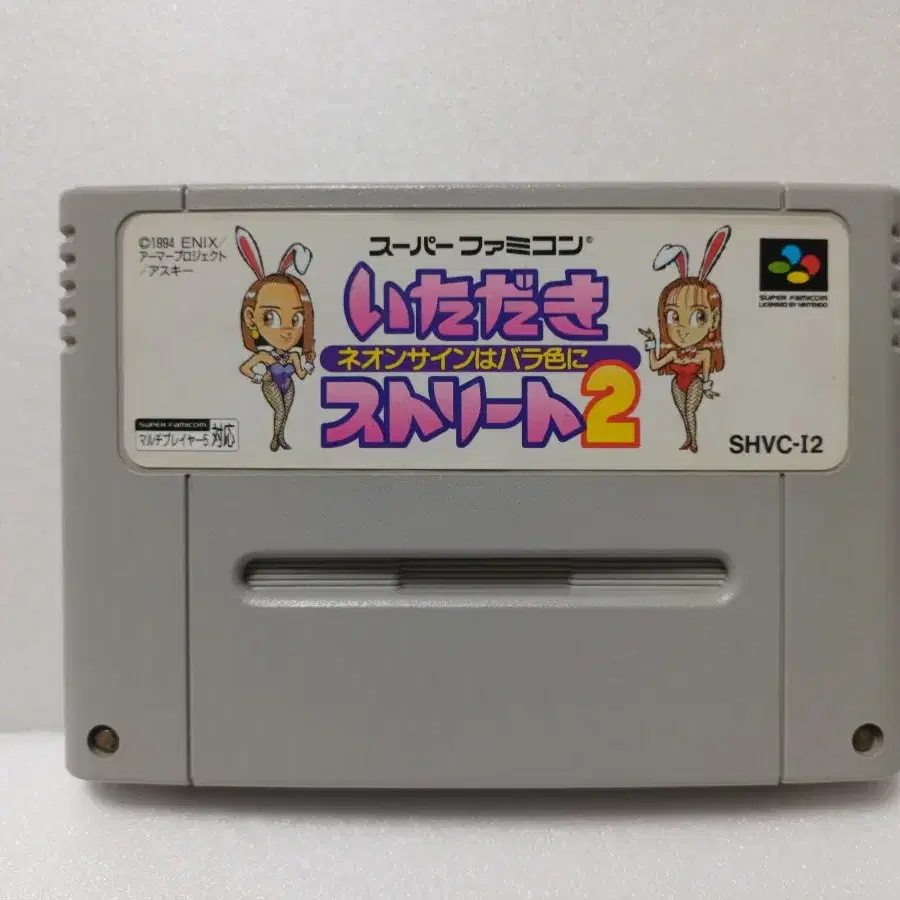 ©1994 ENIX/
アーマープロジェクト
/アスキー
スーパーファミコン®
いただき
ネオンサインはバラ色に
ストリート2
SUPER FAMICOM
LICENSED BY NINTENDO
SUPER FAMICOM
マルチプレイヤー5 対応
SHVC-I2